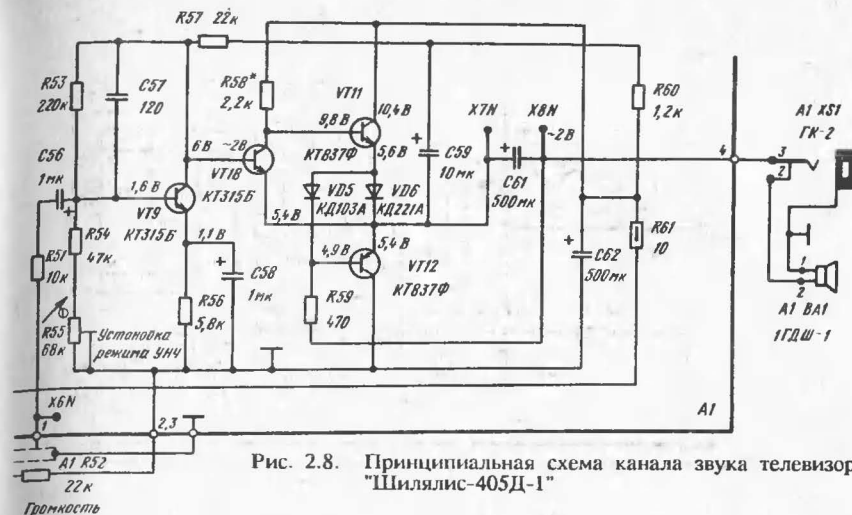 R57 22к
R53
220к
C57
120
R58*
2,2к
VT11
10,4 В
9,8 В
КТ837Ф
5,6 В
X7N
X8N
~2 В
R60
1,2к
A1 XS1
ГК-2
4
3
2
C56
1мк
6 В
~2В
VT18
КТ315Б
C59
10мк
C61
500мк
1,6 В
VT9
КТ315Б
VD5
КД103А
VD6
КД221А
5,4 В
R54
47к
R51
10к
1,1 В
C58
1мк
5,4 В
4,9 В
VT12
КТ837Ф
C62
500мк
R61
10
R56
5,8к
R59
470
1
2
A1 BA1
1ГДШ-1
R55
68к
Установка
режима УНЧ
X6N
1
2,3
A1
A1 R52
22к
Громкость
Рис. 2.8. Принципиальная схема канала звука телевизор
"Шилялис-405Д-1"